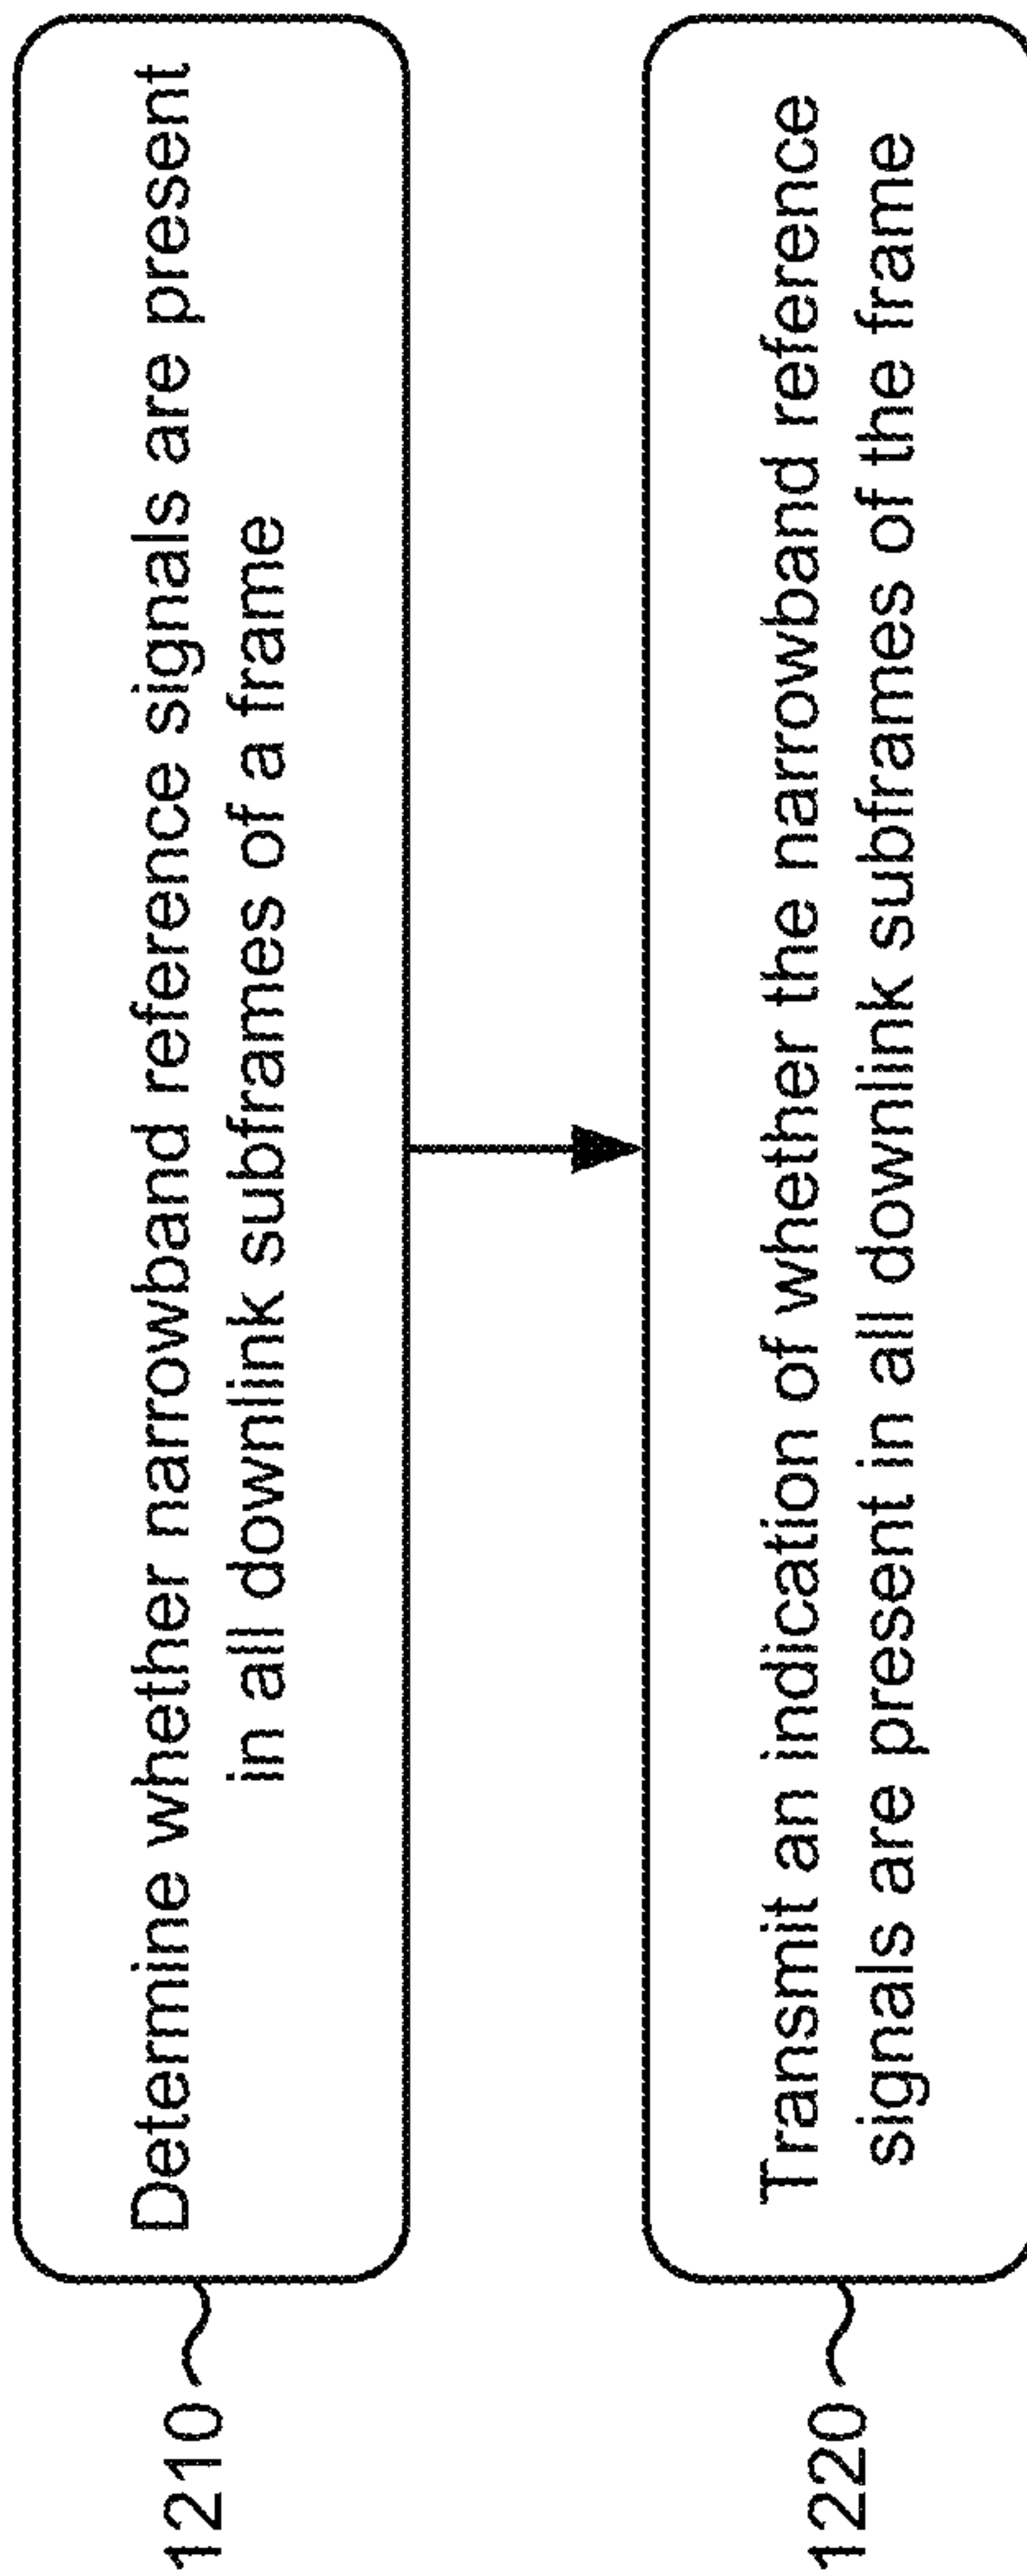 1210
Determine whether narrowband reference signals are present
in all downlink subframes of a frame
1220
Transmit an indication of whether the narrowband reference
signals are present in all downlink subframes of the frame